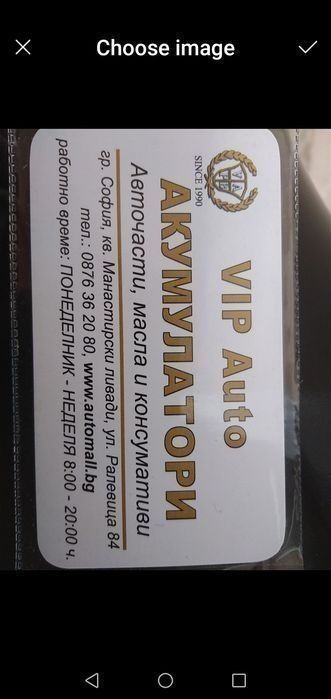 Choose image
VIP Auto
SINCE 1990
АКУМУЛАТОРИ
Авточасти, масла и консумативи
гр. София, кв. Манастирски ливади, ул. Ралевица 84
тел.: 0876 36 20 80, www.automall.bg
работно време: ПОНЕДЕЛНИК - НЕДЕЛЯ 8:00 - 20:00 ч.